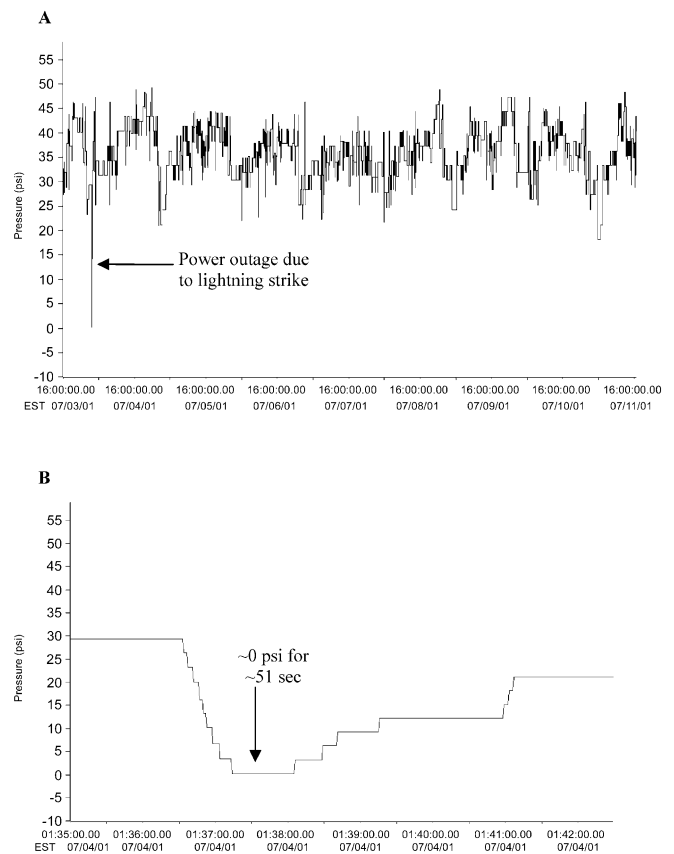 A
55
50
45
40
35
30
25
20
15
10
5
0
-5
-10
Pressure (psi)
Power outage due
to lightning strike
16:00:00.00 16:00:00.00 16:00:00.00 16:00:00.00 16:00:00.00 16:00:00.00 16:00:00.00 16:00:00.00 16:00:00.00
EST 07/03/01 07/04/01 07/05/01 07/06/01 07/07/01 07/08/01 07/09/01 07/10/01 07/11/01
B
55
50
45
40
35
30
25
20
15
10
5
0
-5
-10
Pressure (psi)
~0 psi for
~51 sec
01:35:00.00 01:36:00.00 01:37:00.00 01:38:00.00 01:39:00.00 01:40:00.00 01:41:00.00 01:42:00.00
EST 07/04/01 07/04/01 07/04/01 07/04/01 07/04/01 07/04/01 07/04/01 07/04/01